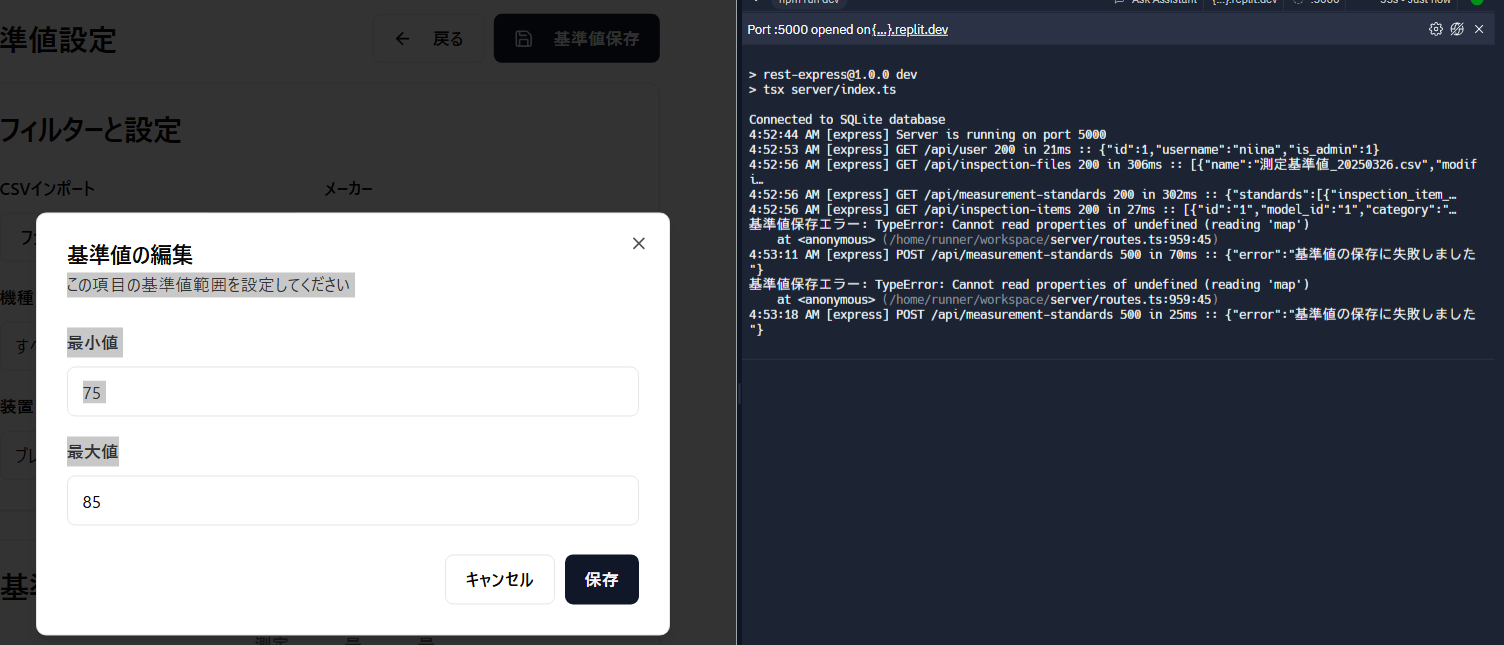 準値設定
戻る
基準値保存
フィルターと設定
CSVインポート
メーカー
機種
装置
基準値の編集
この項目の基準値範囲を設定してください
最小値
75
最大値
85
キャンセル
保存
npm run dev
Ask Assistant
{...}.replit.dev
:5000
Port :5000 opened on {...}.replit.dev
> rest-express@1.0.0 dev
> tsx server/index.ts
Connected to SQLite database
4:52:44 AM [express] Server is running on port 5000
4:52:53 AM [express] GET /api/user 200 in 21ms :: {"id":1,"username":"niina","is_admin":1}
4:52:56 AM [express] GET /api/inspection-files 200 in 306ms :: [{"name":"測定基準値_20250326.csv","modif
i…
4:52:56 AM [express] GET /api/measurement-standards 200 in 302ms :: {"standards":[{"inspection_item_…
4:52:56 AM [express] GET /api/inspection-items 200 in 27ms :: [{"id":"1","model_id":"1","category":"…
基準値保存エラー: TypeError: Cannot read properties of undefined (reading 'map')
at <anonymous> (/home/runner/workspace/server/routes.ts:959:45)
4:53:11 AM [express] POST /api/measurement-standards 500 in 70ms :: {"error":"基準値の保存に失敗しました
"}
基準値保存エラー: TypeError: Cannot read properties of undefined (reading 'map')
at <anonymous> (/home/runner/workspace/server/routes.ts:959:45)
4:53:18 AM [express] POST /api/measurement-standards 500 in 25ms :: {"error":"基準値の保存に失敗しました
"}